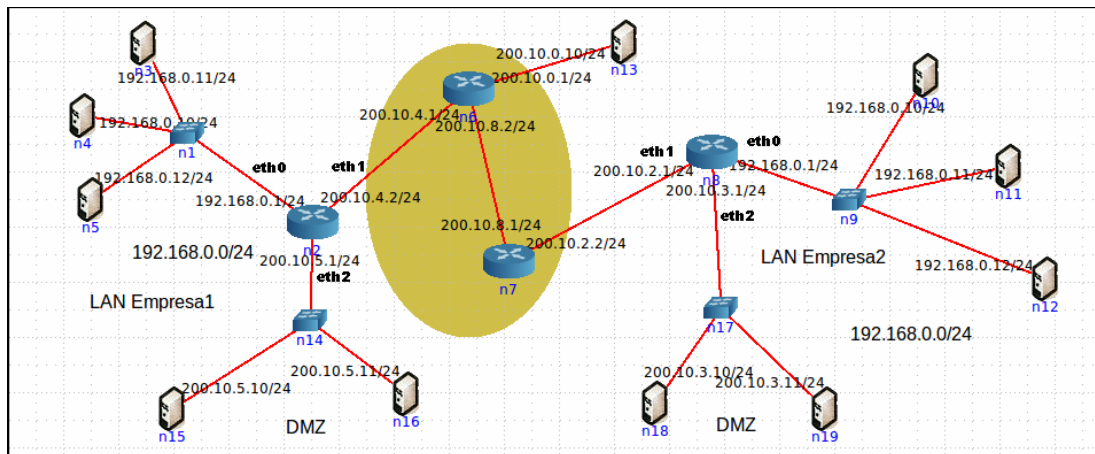 n3
192.168.0.11/24
n4
192.168.0.10/24
n1
n5
192.168.0.12/24
eth0
192.168.0.1/24
n2
192.168.0.0/24
LAN Empresa1
eth1
200.10.4.2/24
200.10.4.1/24
n6
200.10.0.1/24
200.10.0.10/24
n13
200.10.8.2/24
200.10.8.1/24
n7
200.10.2.2/24
200.10.2.1/24
eth1
n8
eth0
192.168.0.1/24
n9
192.168.0.10/24
n10
192.168.0.11/24
n11
192.168.0.12/24
n12
LAN Empresa2
192.168.0.0/24
200.10.3.1/24
eth2
n17
200.10.3.10/24
n18
200.10.3.11/24
n19
DMZ
200.10.5.1/24
eth2
n14
200.10.5.10/24
n15
200.10.5.11/24
n16
DMZ